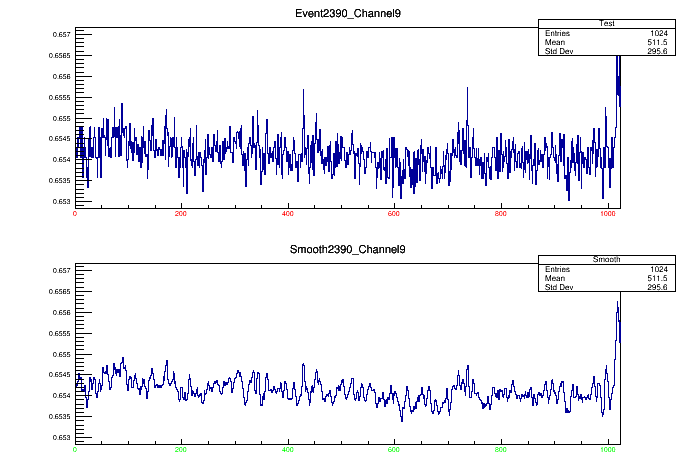 Event2390_Channel9
Test
Entries 1024
Mean 511.5
Std Dev 295.6
0.657
0.6565
0.656
0.6555
0.655
0.6545
0.654
0.6535
0.653
0 200 400 600 800 1000
Smooth2390_Channel9
Smooth
Entries 1024
Mean 511.5
Std Dev 295.6
0.657
0.6565
0.656
0.6555
0.655
0.6545
0.654
0.6535
0.653
0 200 400 600 800 1000